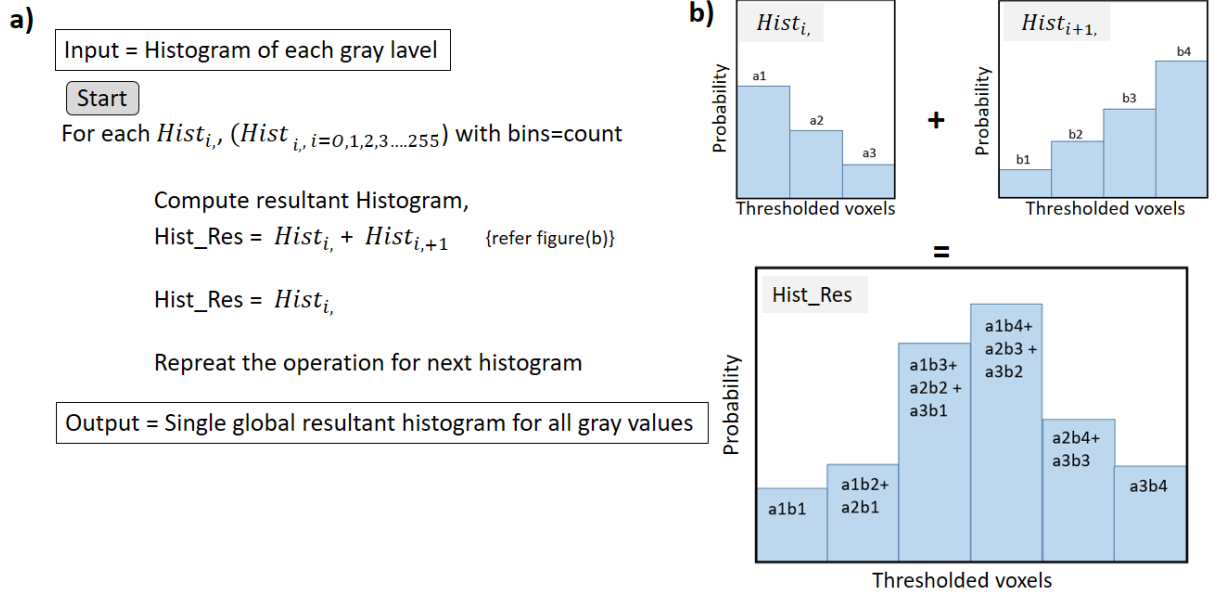 a)
Input = Histogram of each gray lavel
Start
For each Hist_i,, (Hist_i,, i=0,1,2,3....255) with bins=count
Compute resultant Histogram,
Hist_Res = Hist_i, + Hist_i,+1 {refer figure(b)}
Hist_Res = Hist_i,
Repreat the operation for next histogram
Output = Single global resultant histogram for all gray values
b)
Hist_i,
Probability
a1
a2
a3
Thresholded voxels
+
Hist_i+1,
Probability
b1
b2
b3
b4
Thresholded voxels
=
Hist_Res
Probability
a1b1
a1b2+
a2b1
a1b3+
a2b2 +
a3b1
a1b4+
a2b3 +
a3b2
a2b4+
a3b3
a3b4
Thresholded voxels